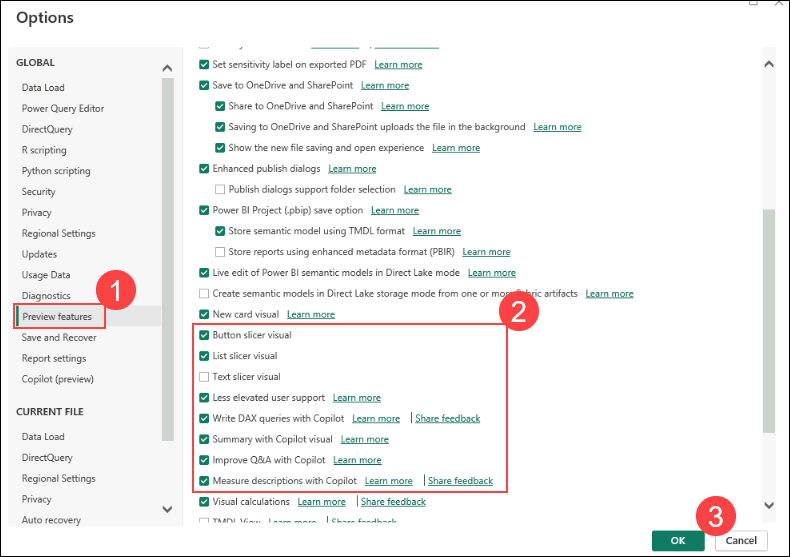 Options
GLOBAL
Data Load
Power Query Editor
DirectQuery
R scripting
Python scripting
Security
Privacy
Regional Settings
Updates
Usage Data
Diagnostics
1
Preview features
Save and Recover
Report settings
Copilot (preview)
CURRENT FILE
Data Load
DirectQuery
Regional Settings
Privacy
Auto recovery
Set sensitivity label on exported PDF Learn more
Save to OneDrive and SharePoint Learn more
Share to OneDrive and SharePoint Learn more
Saving to OneDrive and SharePoint uploads the file in the background Learn more
Show the new file saving and open experience Learn more
Enhanced publish dialogs Learn more
Publish dialogs support folder selection Learn more
Power BI Project (.pbip) save option Learn more
Store semantic model using TMDL format Learn more
Store reports using enhanced metadata format (PBIR) Learn more
Live edit of Power BI semantic models in Direct Lake mode Learn more
Create semantic models in Direct Lake storage mode from one or more Fabric artifacts Learn more
New card visual Learn more
2
Button slicer visual
List slicer visual
Text slicer visual
Less elevated user support Learn more
Write DAX queries with Copilot Learn more | Share feedback
Summary with Copilot visual Learn more
Improve Q&A with Copilot Learn more
Measure descriptions with Copilot Learn more | Share feedback
Visual calculations Learn more | Share feedback
TMDL View Learn more | Share feedback
3
OK
Cancel